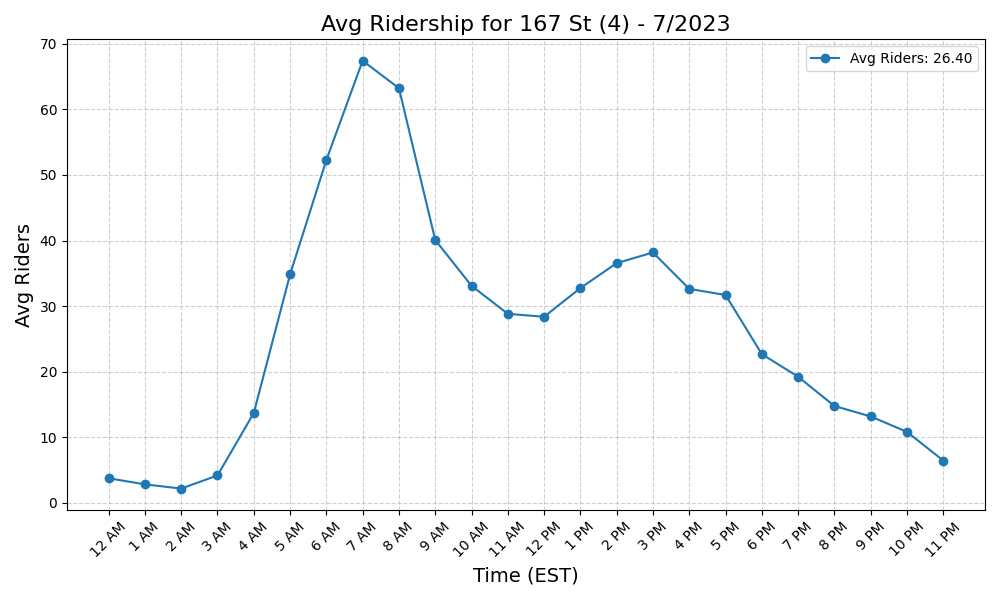 Avg Ridership for 167 St (4) - 7/2023
Avg Riders: 26.40
Avg Riders
70
60
50
40
30
20
10
0
12 AM
1 AM
2 AM
3 AM
4 AM
5 AM
6 AM
7 AM
8 AM
9 AM
10 AM
11 AM
12 PM
1 PM
2 PM
3 PM
4 PM
5 PM
6 PM
7 PM
8 PM
9 PM
10 PM
11 PM
Time (EST)